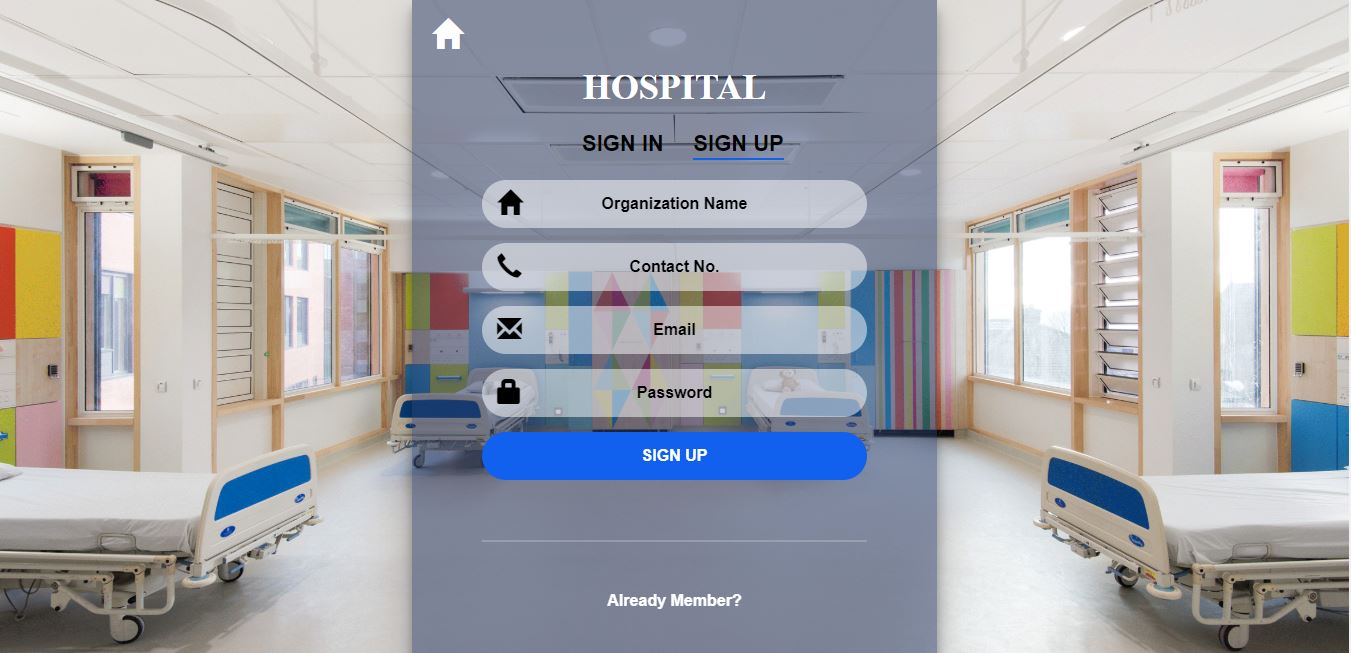 HOSPITAL
SIGN IN SIGN UP
Organization Name
Contact No.
Email
Password
SIGN UP
Already Member?